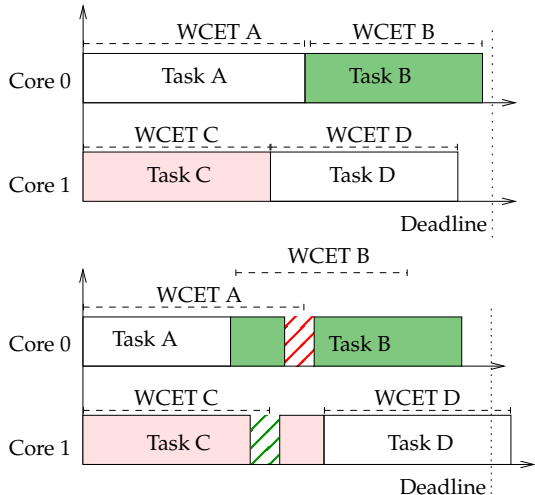 WCET A WCET B
Core 0 Task A Task B
WCET C WCET D
Core 1 Task C Task D
Deadline
WCET B
WCET A
Core 0 Task A Task B
WCET C WCET D
Core 1 Task C Task D
Deadline